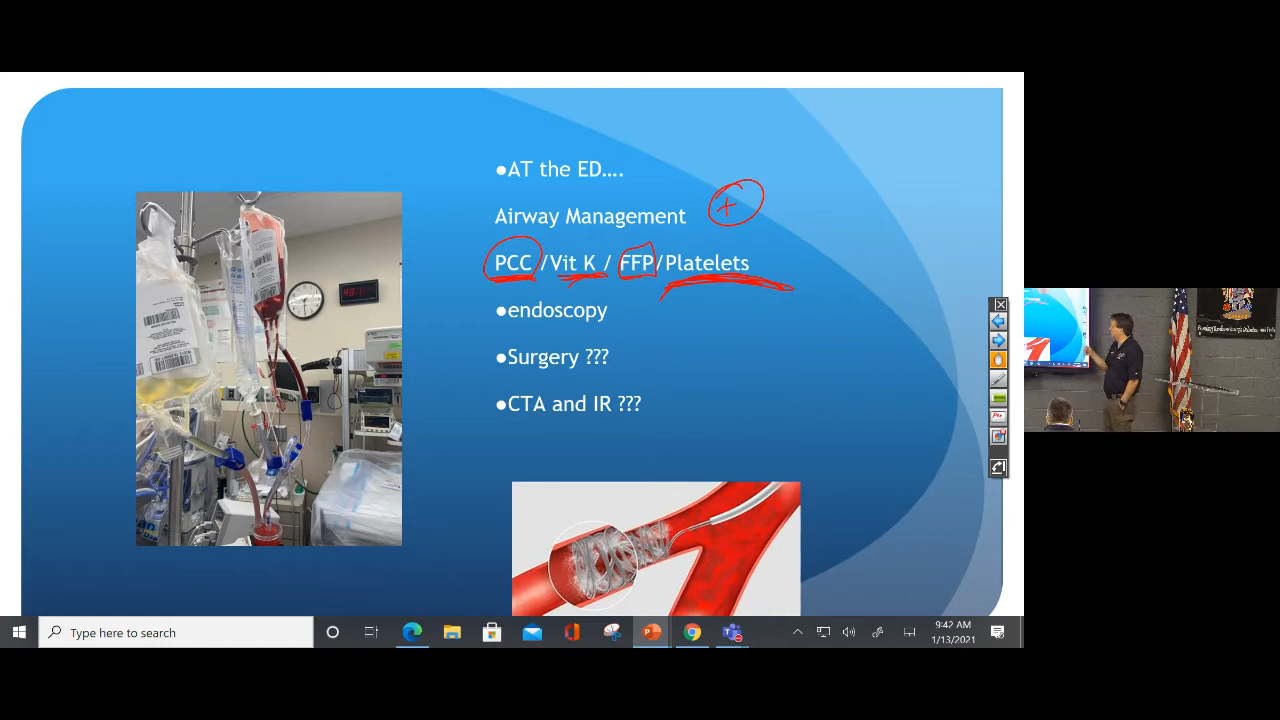 ●AT the ED....
Airway Management +
PCC /Vit K / FFP/Platelets
●endoscopy
●Surgery ???
●CTA and IR ???
Type here to search
9:42 AM
1/13/2021